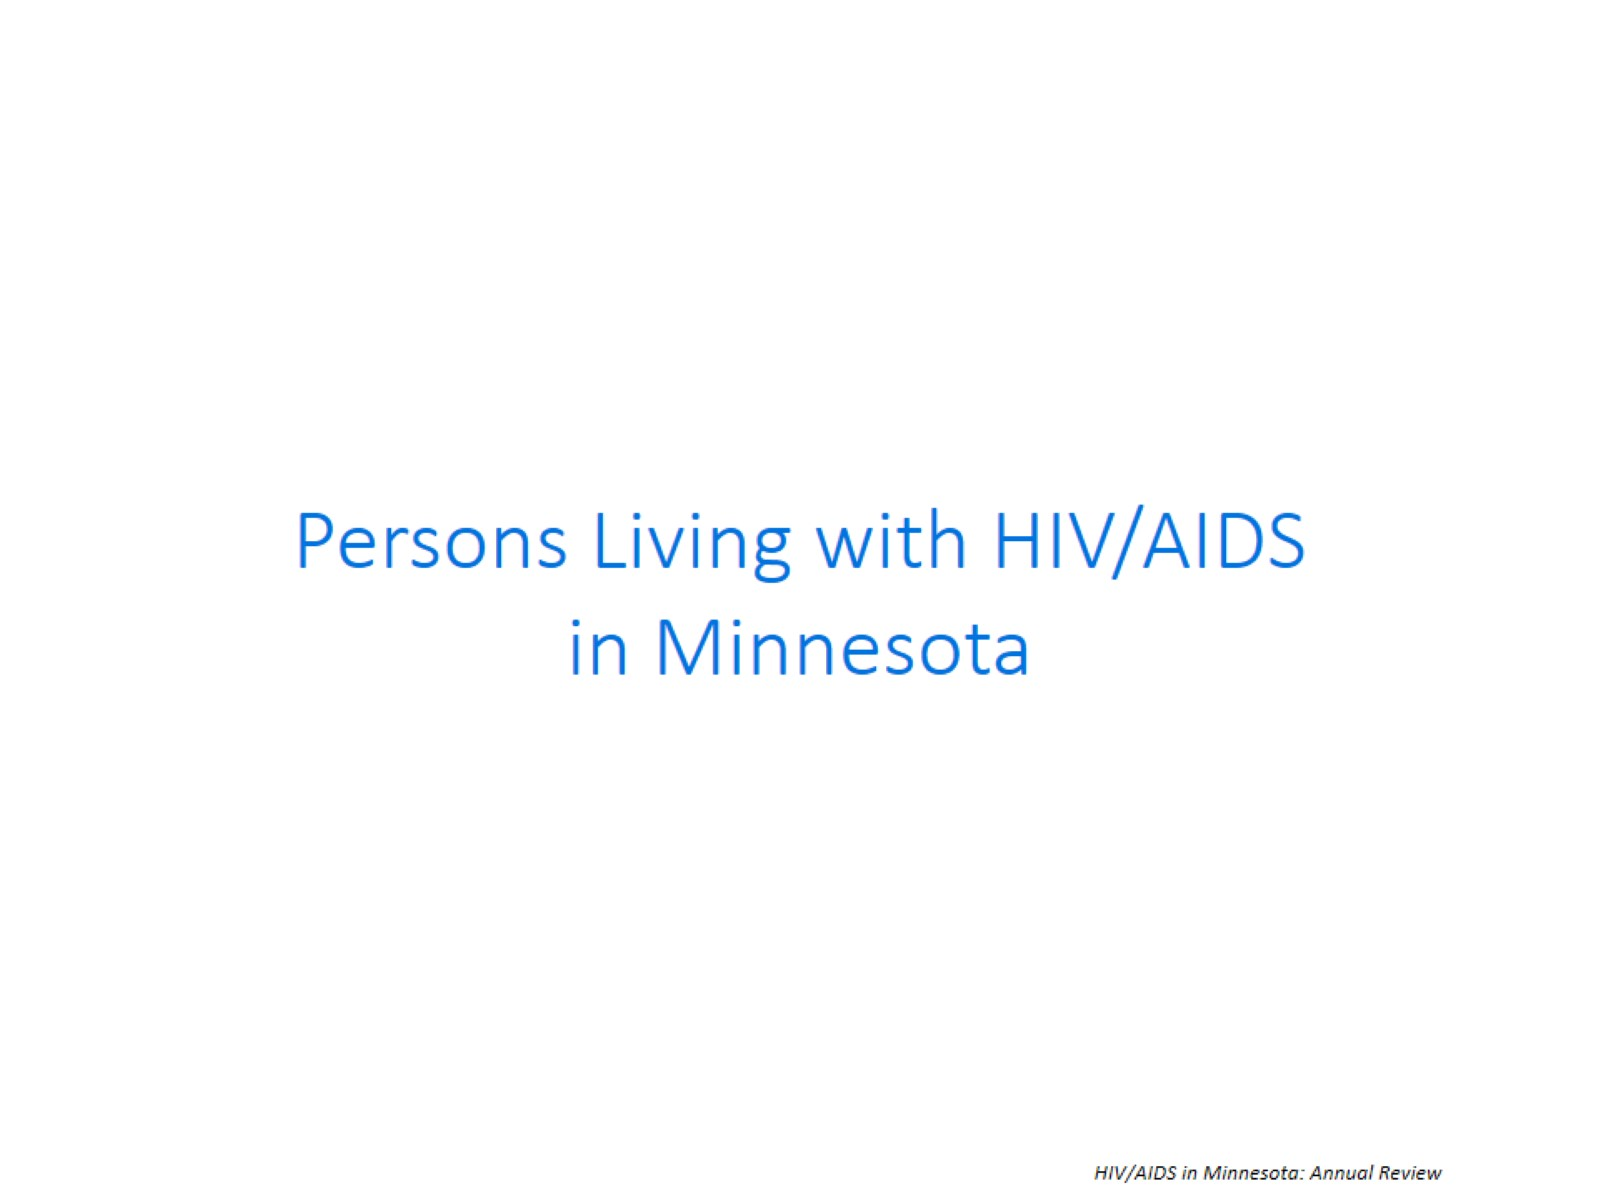 Persons Living with HIV/AIDS
in Minnesota
HIV/AIDS in Minnesota: Annual Review